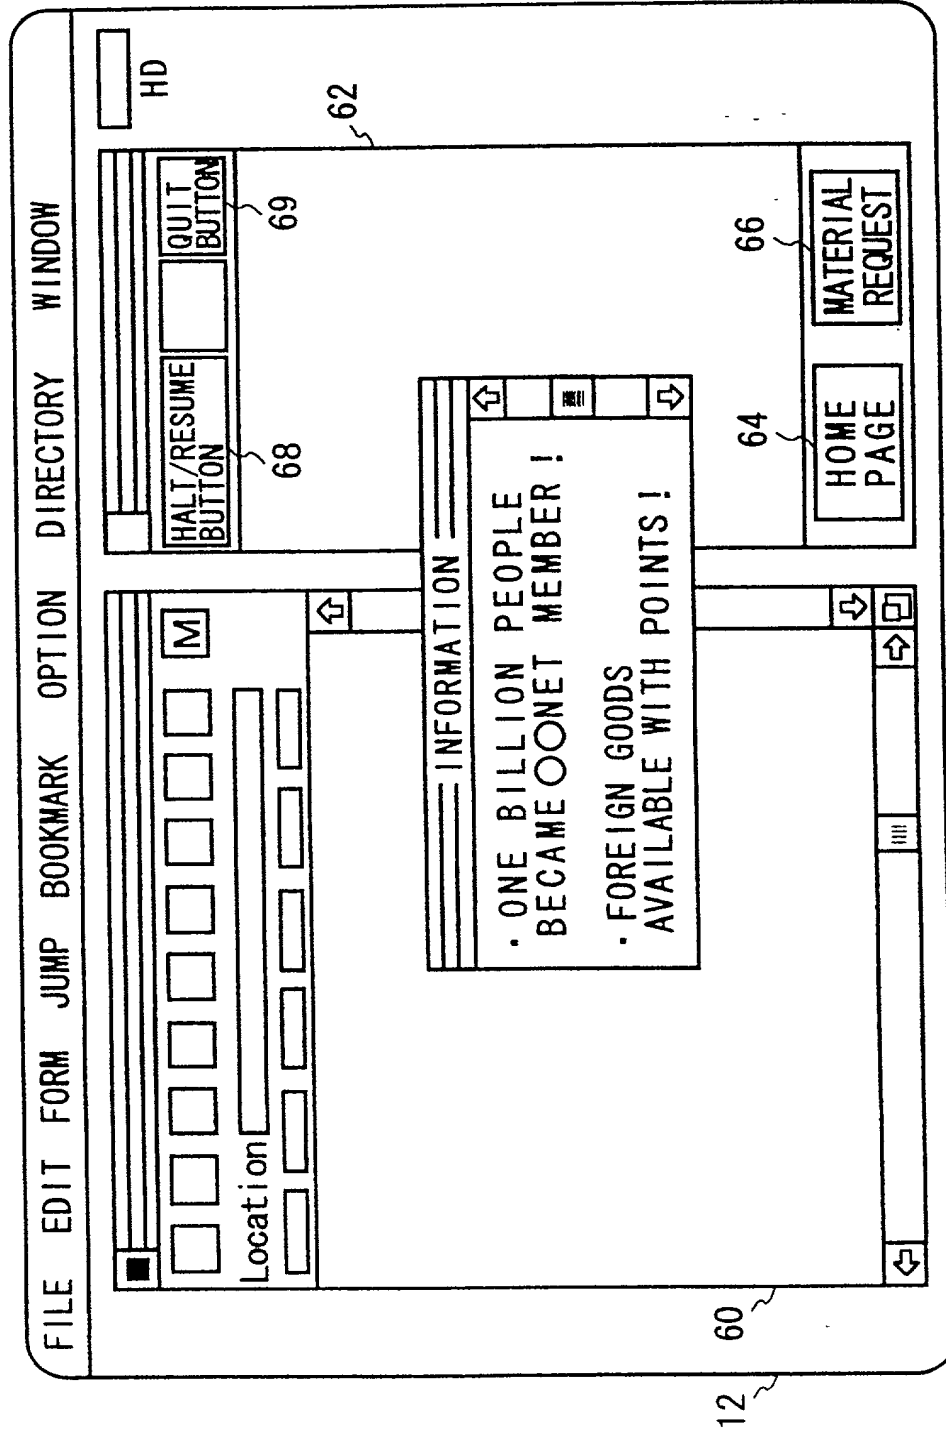 FILE EDIT FORM JUMP BOOKMARK OPTION DIRECTORY WINDOW
HD
M
Location
HALT/RESUME
BUTTON
QUIT
BUTTON
68
69
62
INFORMATION
· ONE BILLION PEOPLE
BECAME ○○NET MEMBER !
· FOREIGN GOODS
AVAILABLE WITH POINTS !
64
66
HOME
PAGE
MATERIAL
REQUEST
60
12